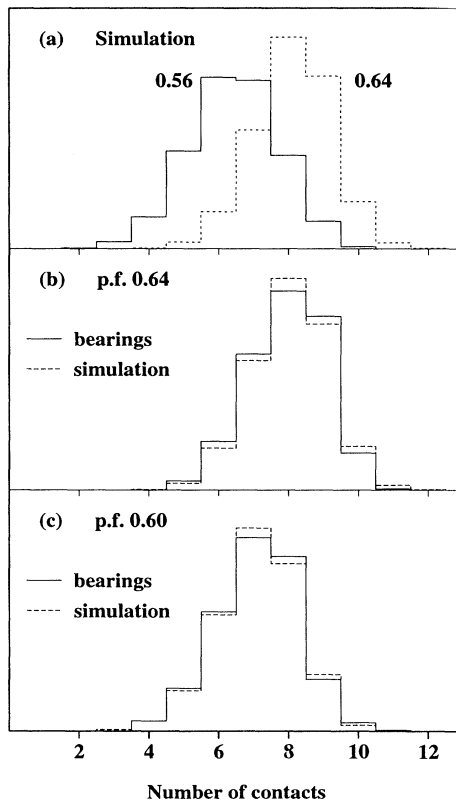 (a) Simulation
0.56 0.64
(b) p.f. 0.64
bearings
simulation
(c) p.f. 0.60
bearings
simulation
2 4 6 8 10 12
Number of contacts